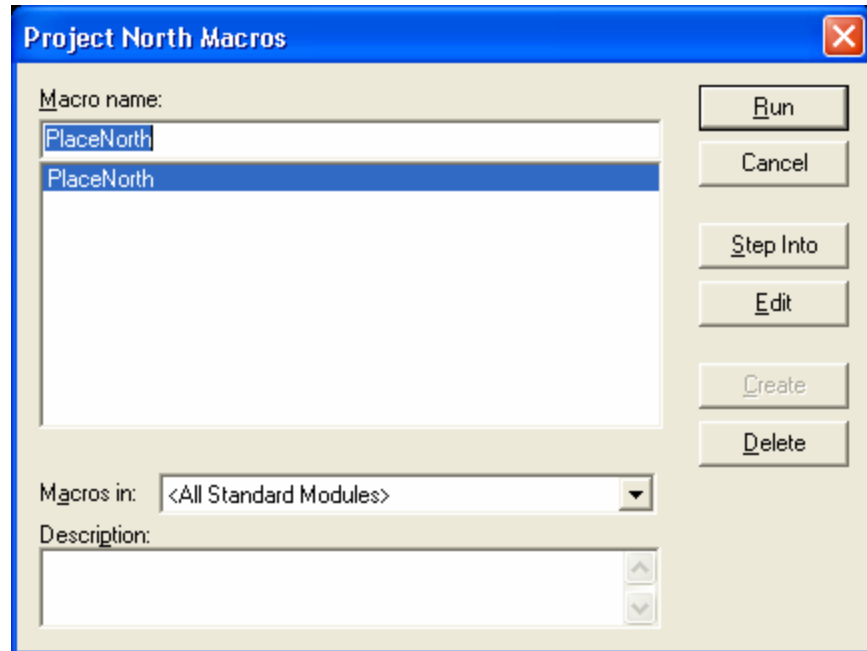 Project North Macros
Macro name:
PlaceNorth
PlaceNorth
Run
Cancel
Step Into
Edit
Create
Delete
Macros in: <All Standard Modules>
Description: